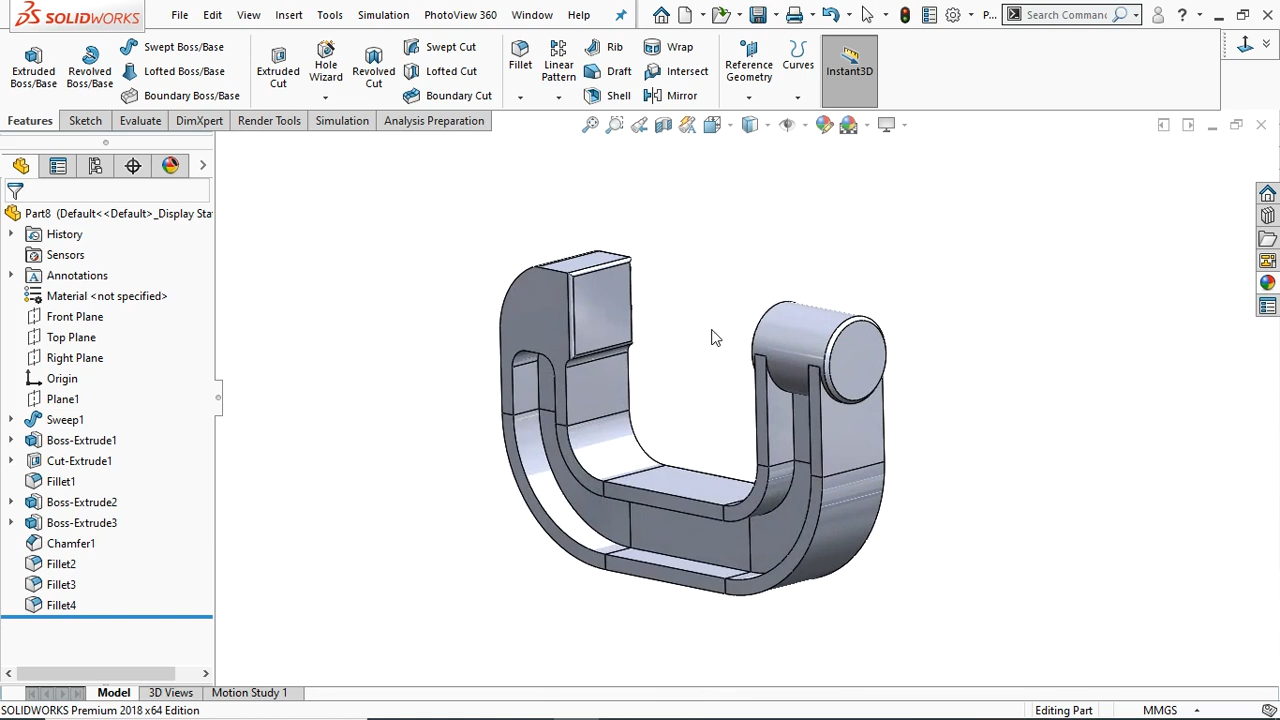 SOLIDWORKS File Edit View Insert Tools Simulation PhotoView 360 Window Help P... Search Command
Extruded Boss/Base
Revolved Boss/Base
Swept Boss/Base
Lofted Boss/Base
Boundary Boss/Base
Extruded Cut
Hole Wizard
Revolved Cut
Swept Cut
Lofted Cut
Boundary Cut
Fillet
Linear Pattern
Rib
Draft
Shell
Wrap
Intersect
Mirror
Reference Geometry
Curves
Instant3D
Features Sketch Evaluate DimXpert Render Tools Simulation Analysis Preparation
Part8 (Default<<Default>_Display Sta
History
Sensors
Annotations
Material <not specified>
Front Plane
Top Plane
Right Plane
Origin
Plane1
Sweep1
Boss-Extrude1
Cut-Extrude1
Fillet1
Boss-Extrude2
Boss-Extrude3
Chamfer1
Fillet2
Fillet3
Fillet4
Model 3D Views Motion Study 1
SOLIDWORKS Premium 2018 x64 Edition Editing Part MMGS